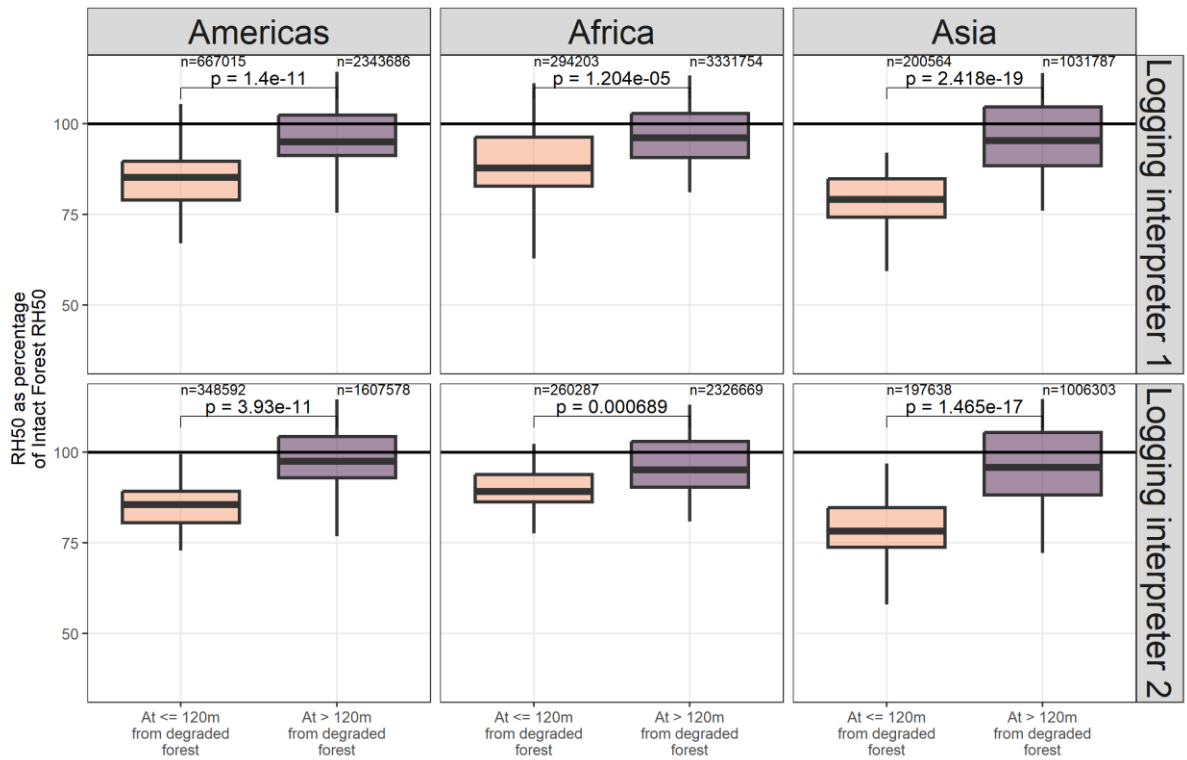 Americas
Africa
Asia
n=667015
n=2343686
p = 1.4e-11
n=294203
n=3331754
p = 1.204e-05
n=200564
n=1031787
p = 2.418e-19
Logging interpreter 1
100
75
50
RH50 as percentage
of Intact Forest RH50
n=348592
n=1607578
p = 3.93e-11
n=260287
n=2326669
p = 0.000689
n=197638
n=1006303
p = 1.465e-17
Logging interpreter 2
100
75
50
At <= 120m
from degraded
forest
At > 120m
from degraded
forest
At <= 120m
from degraded
forest
At > 120m
from degraded
forest
At <= 120m
from degraded
forest
At > 120m
from degraded
forest